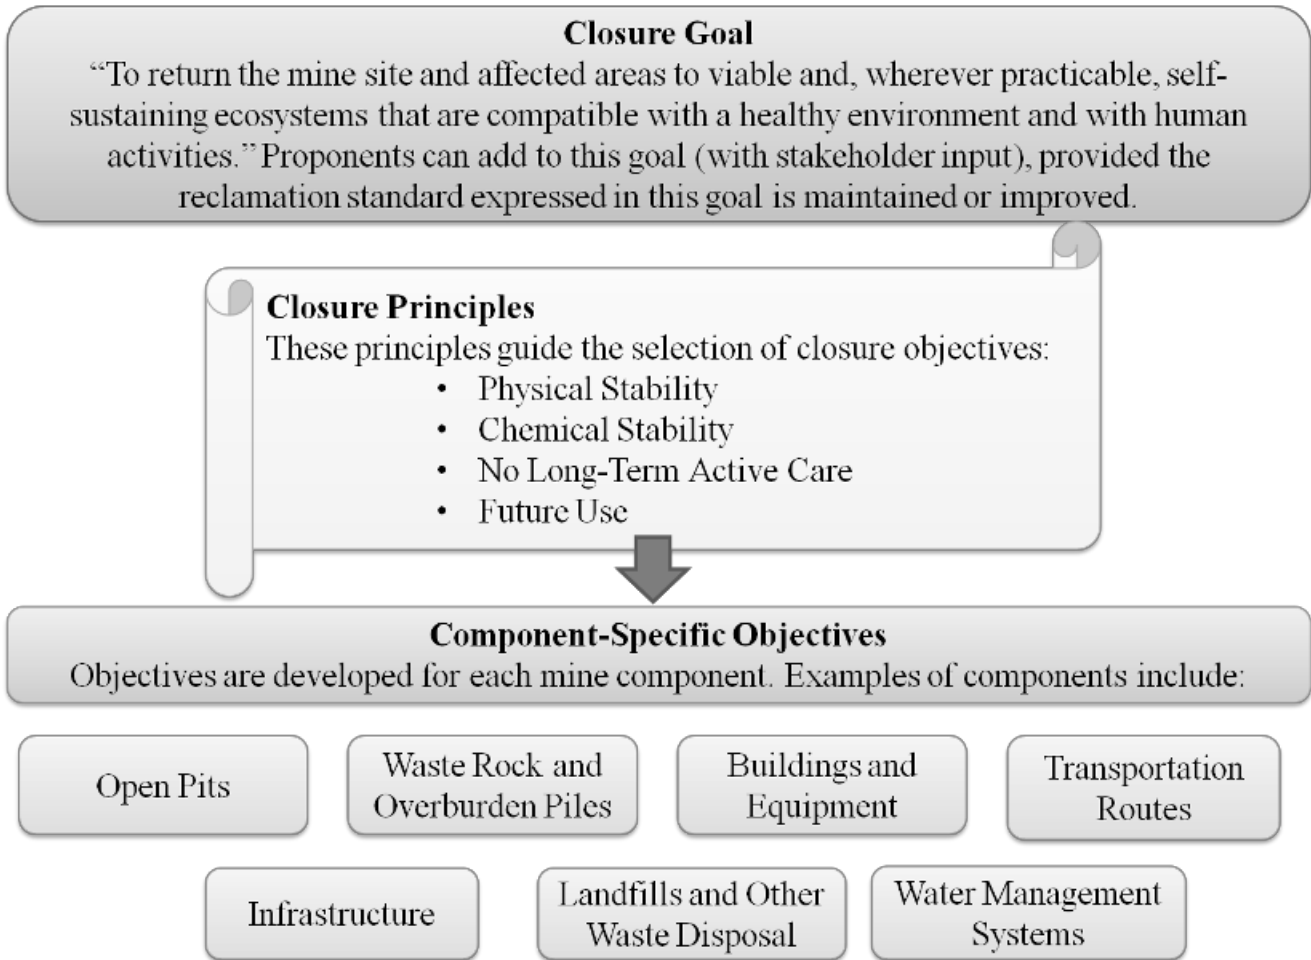 Closure Goal
“To return the mine site and affected areas to viable and, wherever practicable, self-
sustaining ecosystems that are compatible with a healthy environment and with human
activities.” Proponents can add to this goal (with stakeholder input), provided the
reclamation standard expressed in this goal is maintained or improved.
Closure Principles
These principles guide the selection of closure objectives:
• Physical Stability
• Chemical Stability
• No Long-Term Active Care
• Future Use
Component-Specific Objectives
Objectives are developed for each mine component. Examples of components include:
Open Pits
Waste Rock and
Overburden Piles
Buildings and
Equipment
Transportation
Routes
Infrastructure
Landfills and Other
Waste Disposal
Water Management
Systems